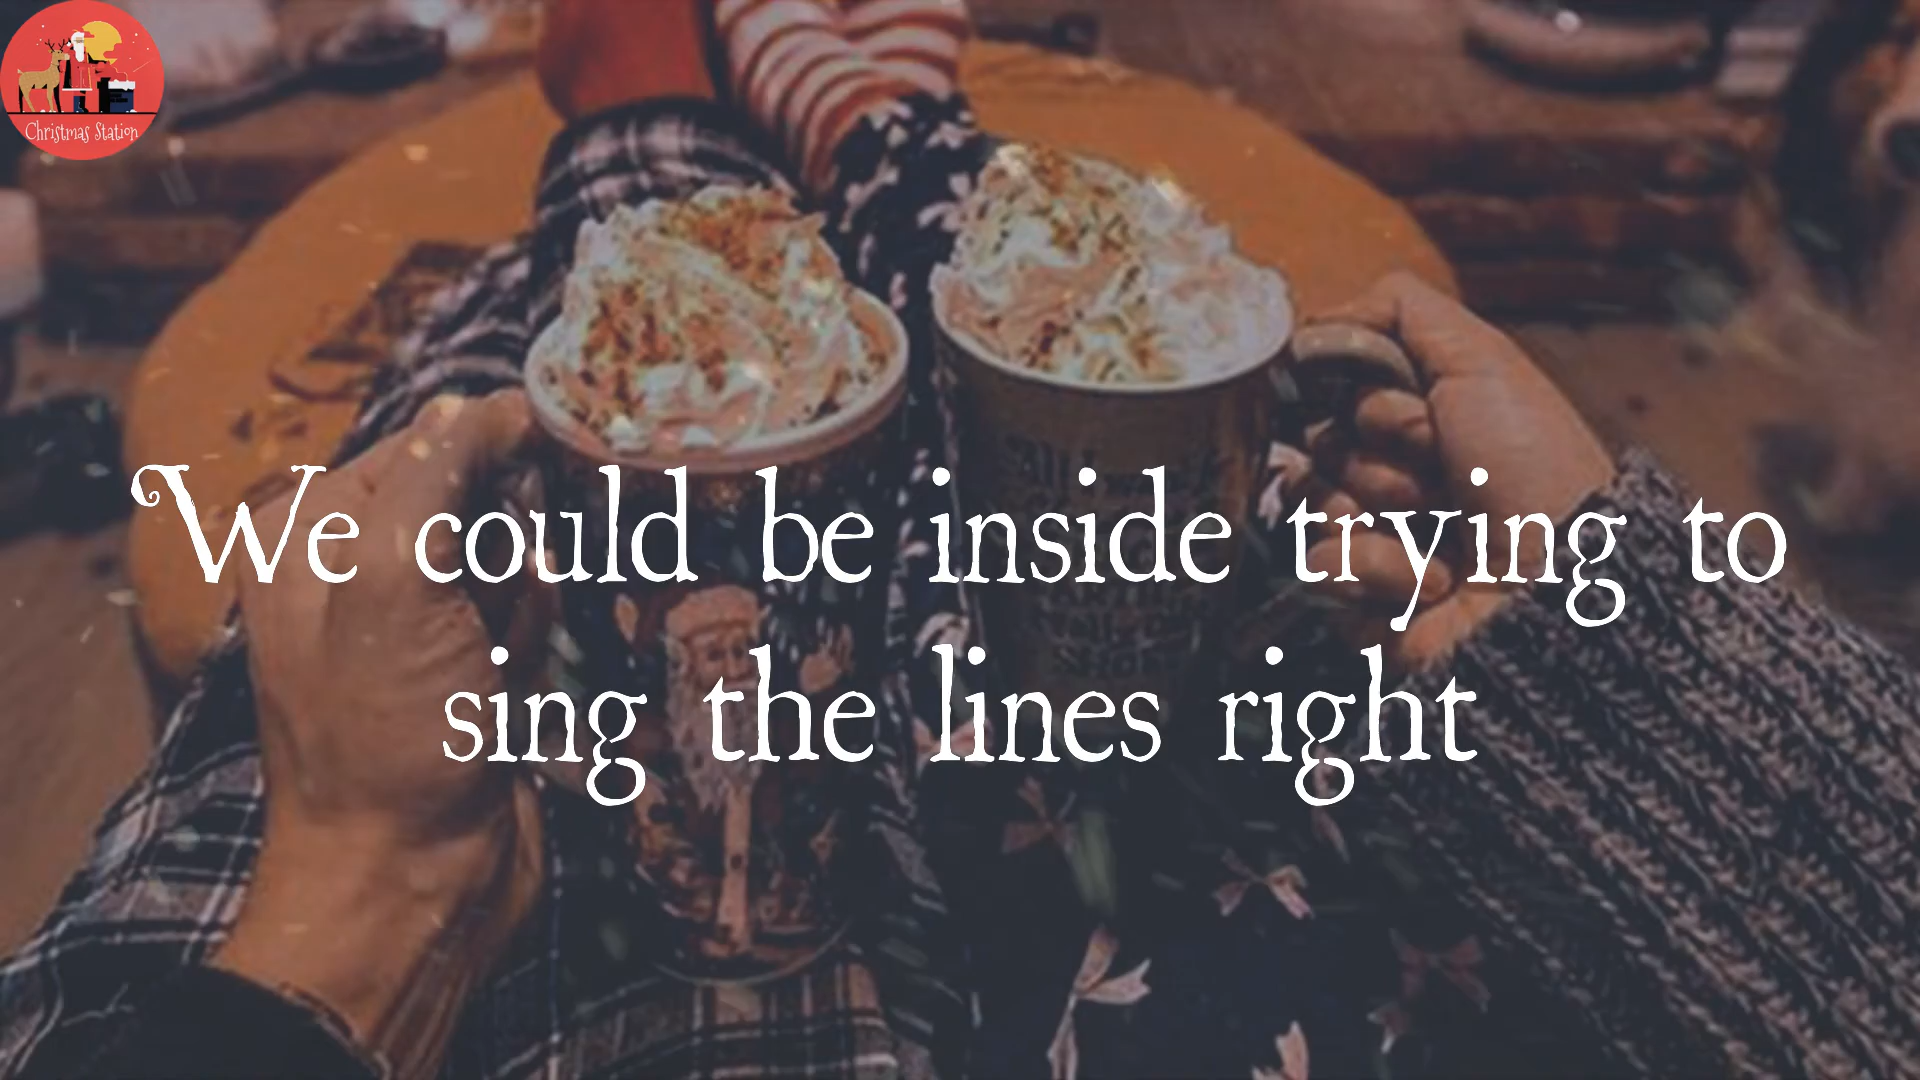 Christmas Station
We could be inside trying to
sing the lines right